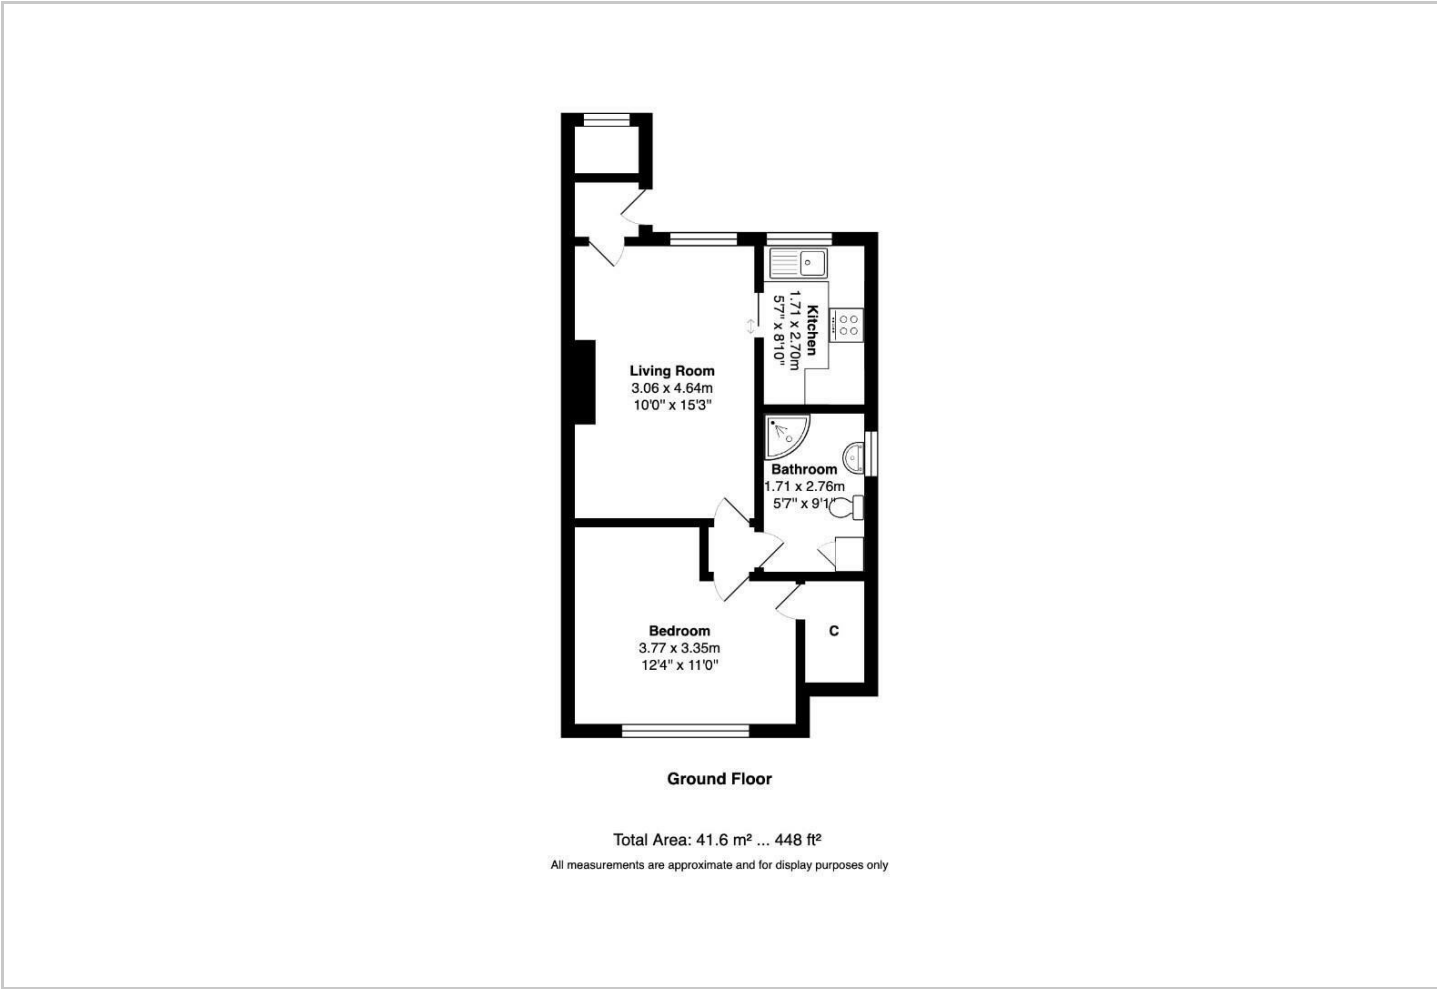 Kitchen
1.71 x 2.70m
5'7" x 8'10"
Living Room
3.06 x 4.64m
10'0" x 15'3"
Bathroom
1.71 x 2.76m
5'7" x 9'1"
Bedroom
3.77 x 3.35m
12'4" x 11'0"
C
Ground Floor
Total Area: 41.6 m² ... 448 ft²
All measurements are approximate and for display purposes only